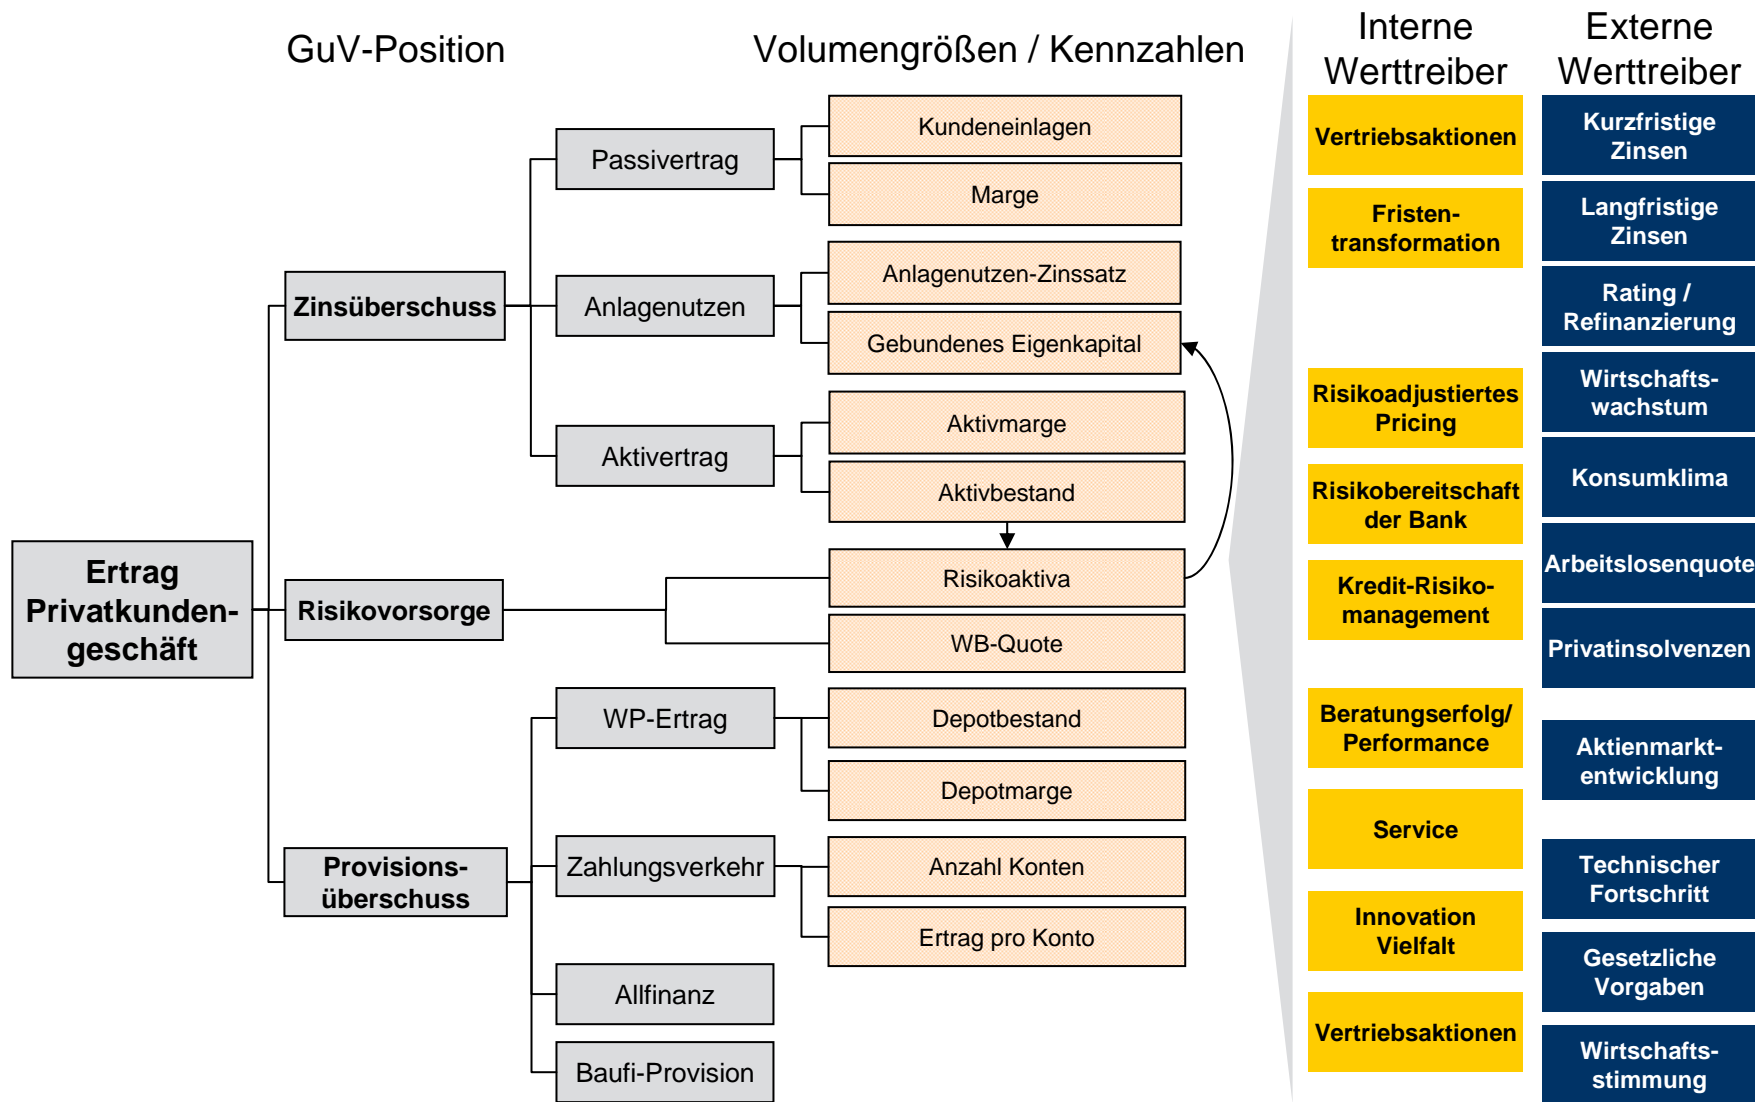 GuV-Position
Volumengrößen / Kennzahlen
Interne
Werttreiber
Externe
Werttreiber
Ertrag
Privatkunden-
geschäft
Zinsüberschuss
Risikovorsorge
Provisions-
überschuss
Passivertrag
Anlagenutzen
Aktivertrag
WP-Ertrag
Zahlungsverkehr
Allfinanz
Baufi-Provision
Kundeneinlagen
Marge
Anlagenutzen-Zinssatz
Gebundenes Eigenkapital
Aktivmarge
Aktivbestand
Risikoaktiva
WB-Quote
Depotbestand
Depotmarge
Anzahl Konten
Ertrag pro Konto
Vertriebsaktionen
Fristen-
transformation
Risikoadjustiertes
Pricing
Risikobereitschaft
der Bank
Kredit-Risiko-
management
Beratungserfolg/
Performance
Service
Innovation
Vielfalt
Vertriebsaktionen
Kurzfristige
Zinsen
Langfristige
Zinsen
Rating /
Refinanzierung
Wirtschafts-
wachstum
Konsumklima
Arbeitslosenquote
Privatinsolvenzen
Aktienmarkt-
entwicklung
Technischer
Fortschritt
Gesetzliche
Vorgaben
Wirtschafts-
stimmung